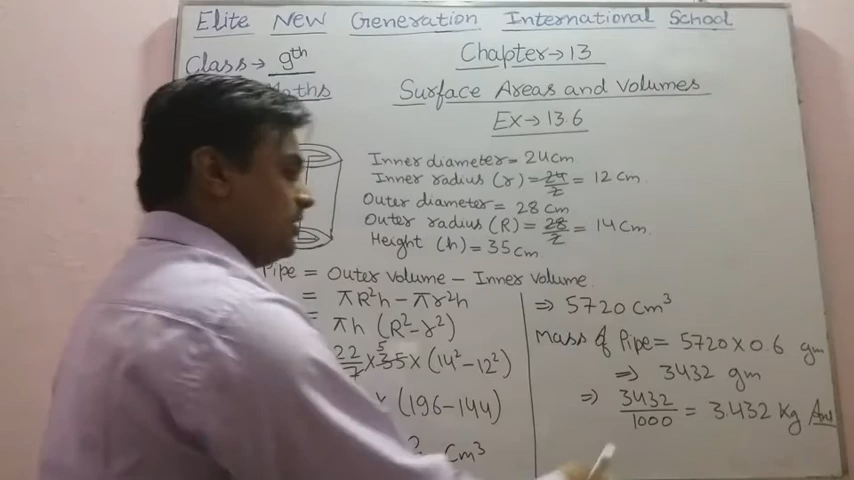 Elite New Generation International School
Class→ 9th
Chapter→13
Maths
Surface Areas and Volumes
Ex→13.6
Inner diameter= 24cm
Inner radius (r) = 24/2 = 12 cm
Outer diameter = 28 cm
Outer radius (R) = 28/2 = 14 cm.
Height (h) = 35cm
Pipe = Outer volume – Inner volume
= πR²h – πr²h
= πh (R²–r²)
22/7 × 35 5 × (14²–12²)
× (196–144)
cm³
⇒ 5720 cm³
Mass of Pipe = 5720 × 0.6 gm
⇒ 3432 gm
⇒ 3432/1000 = 3.432 kg Ans